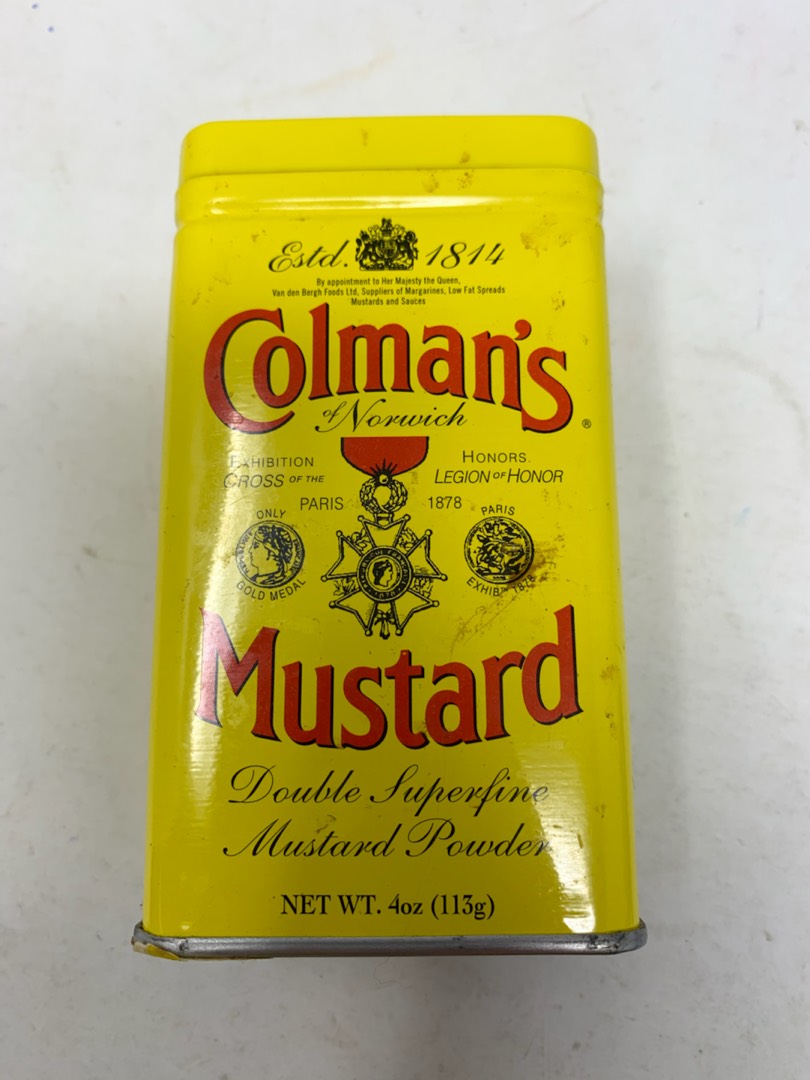 Estd. 1814
By appointment to Her Majesty the Queen,
Van den Bergh Foods Ltd, Suppliers of Margarines, Low Fat Spreads
Mustards and Sauces
Colman's®
of Norwich
EXHIBITION HONORS.
CROSS OF THE LEGION OF HONOR
PARIS 1878
ONLY
GOLD MEDAL
PARIS
EXHIBN 1878
Mustard
Double Superfine
Mustard Powder
NET WT. 4oz (113g)